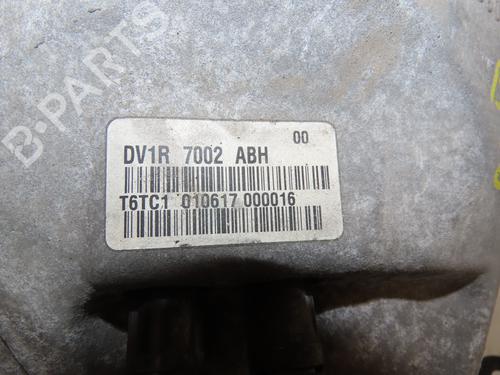 B-PARTS
00
DV1R 7002 ABH
T6TC1 010617 000016